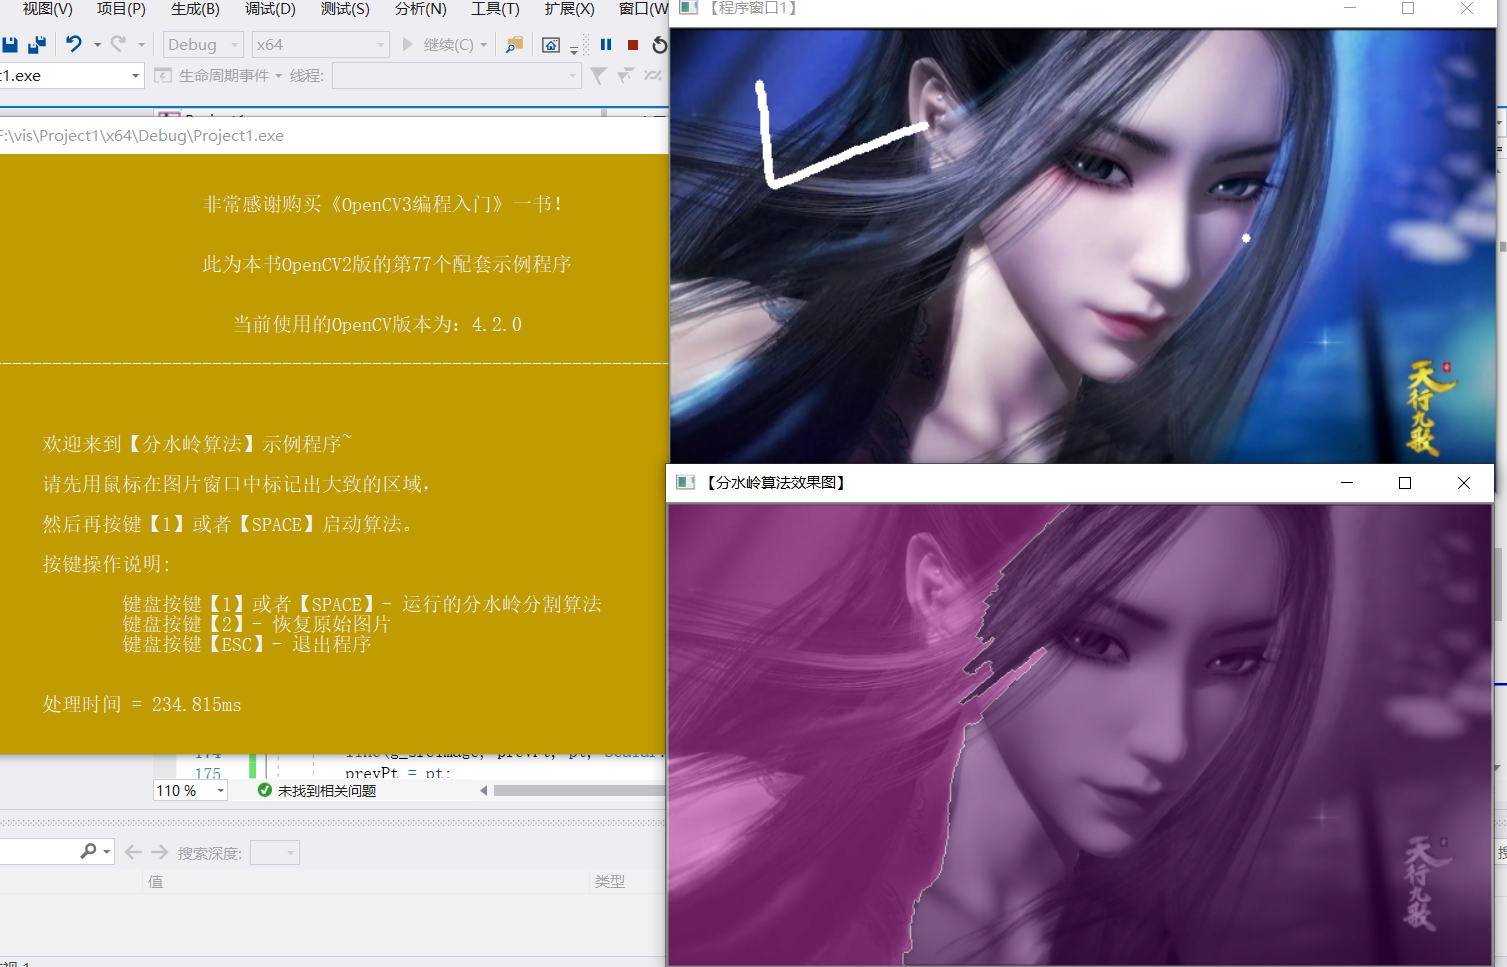 视图(V) 项目(P) 生成(B) 调试(D) 测试(S) 分析(N) 工具(T) 扩展(X) 窗口(W
Debug x64 继续(C)
t1.exe 生命周期事件 线程:
F:\vis\Project1\x64\Debug\Project1.exe
非常感谢购买《OpenCV3编程入门》一书!
此为本书OpenCV2版的第77个配套示例程序
当前使用的OpenCV版本为: 4.2.0
欢迎来到【分水岭算法】示例程序~
请先用鼠标在图片窗口中标记出大致的区域,
然后再按键【1】或者【SPACE】启动算法。
按键操作说明:
键盘按键【1】或者【SPACE】- 运行的分水岭分割算法
键盘按键【2】- 恢复原始图片
键盘按键【ESC】- 退出程序
处理时间 = 234.815ms
175 prevPt = pt;
110 % 未找到相关问题
搜索深度:
值 类型
【程序窗口1】
天行九歌
【分水岭算法效果图】
天行九歌